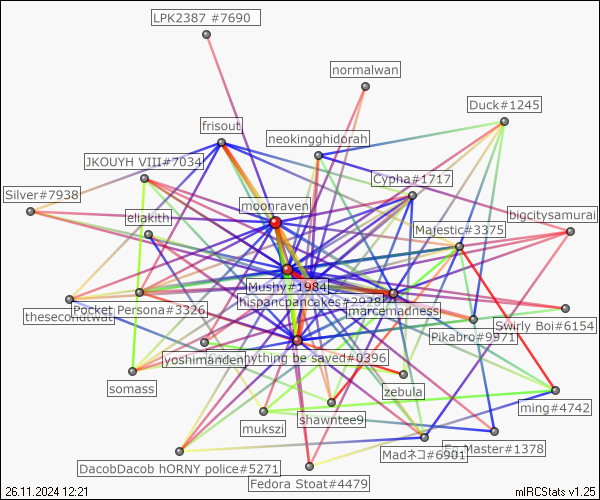 LPK2387 #7690
normalwan
Duck#1245
frisout
neokingghidorah
JKOUYH VIII#7034
Cypha#1717
Silver#7938
moonraven
eliakith
bigcitysamurai
Majestic#3375
Mushy#1984
hispancpancakes#2928
theseconutwat
Pocket Persona#3326
marcemadness
Swirly Boi#6154
Pikabro#9971
yoshimanden
nything be saved#0396
somass
zebula
ming#4742
mukszi
shawntee9
Madネコ#6901
Master#1378
DacobDacob hORNY police#5271
Fedora Stoat#4479
26.11.2024 12:21
mIRCStats v1.25